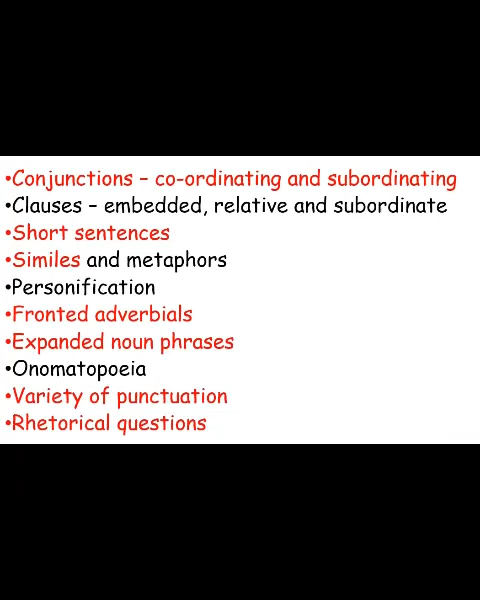 •Conjunctions – co-ordinating and subordinating
•Clauses – embedded, relative and subordinate
•Short sentences
•Similes and metaphors
•Personification
•Fronted adverbials
•Expanded noun phrases
•Onomatopoeia
•Variety of punctuation
•Rhetorical questions